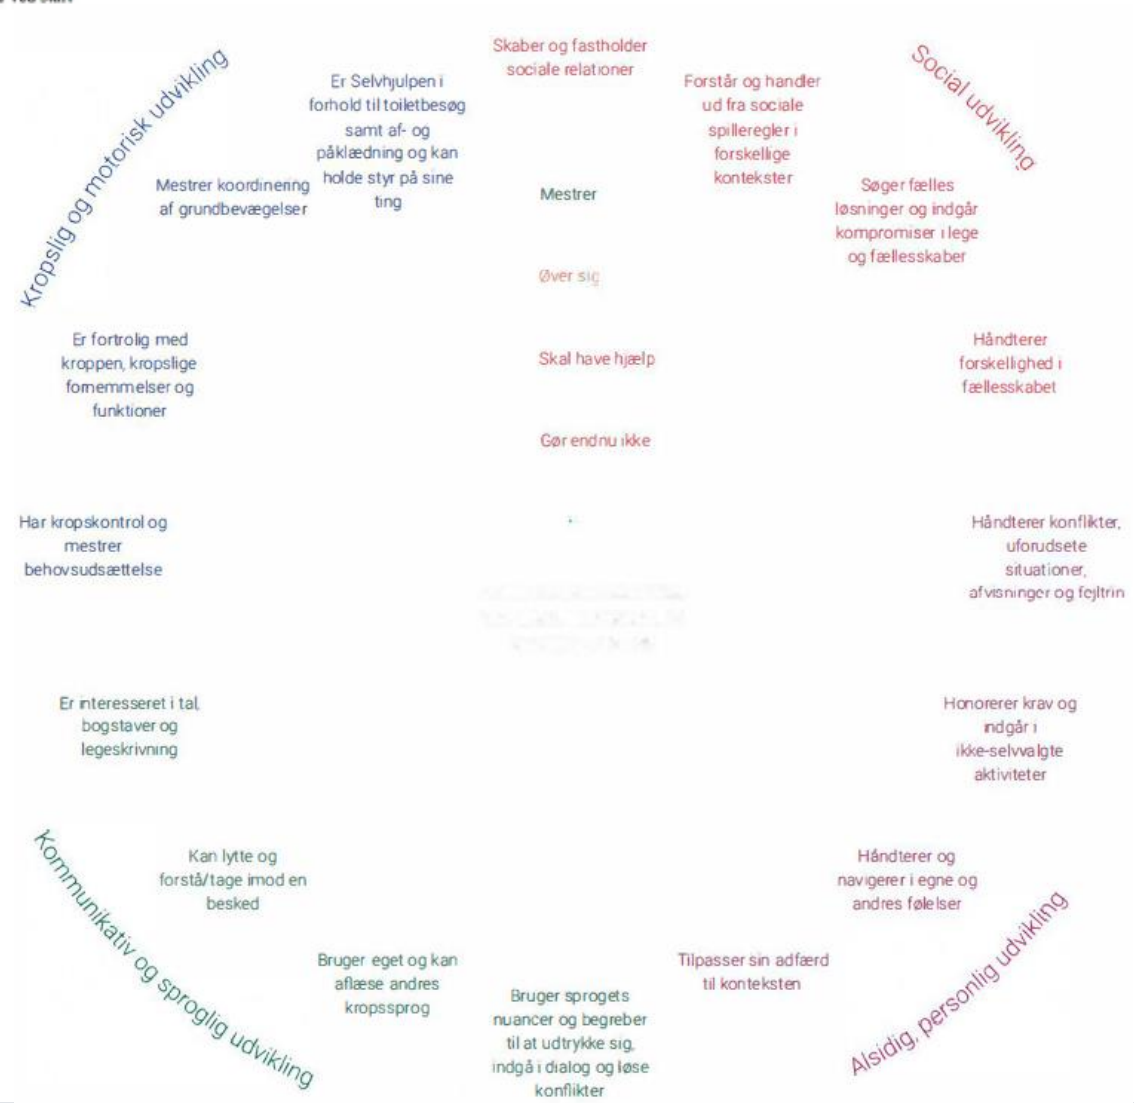 Kropslig og motorisk udvikling
Er Selvhjulpen i
forhold til toiletbesøg
samt af- og
påklædning og kan
holde styr på sine
ting
Skaber og fastholder
sociale relationer
Forstår og handler
ud fra sociale
spilleregler i
forskellige
kontekster
Social udvikling
Mestrer koordinering
af grundbevægelser
Mestrer
Søger fælles
løsninger og indgår
kompromiser i lege
og fællesskaber
Øver sig
Er fortrolig med
kroppen, kropslige
fornemmelser og
funktioner
Skal have hjælp
Håndterer
forskellighed i
fællesskabet
Gør endnu ikke
Har kropskontrol og
mestrer
behovsudsættelse
Håndterer konflikter,
uforudsete
situationer,
afvisninger og fejltrin
Er interesseret i tal,
bogstaver og
legeskrivning
Honorerer krav og
indgår i
ikke-selvvalgte
aktiviteter
Kommunikativ og sproglig udvikling
Kan lytte og
forstå/tage imod en
besked
Håndterer og
navigerer i egne og
andres følelser
Alsidig, personlig udvikling
Bruger eget og kan
aflæse andres
kropssprog
Bruger sprogets
nuancer og begreber
til at udtrykke sig,
indgå i dialog og løse
konflikter
Tilpasser sin adfærd
til konteksten